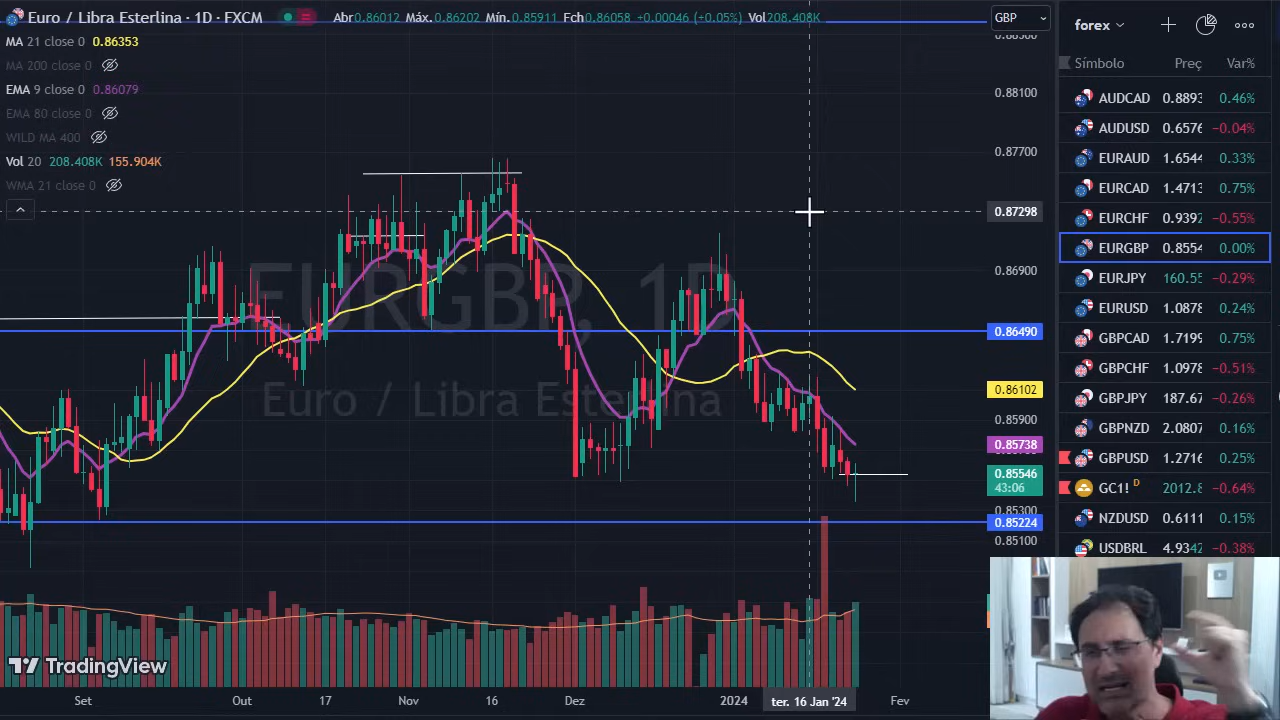 Euro / Libra Esterlina · 1D · FXCM
Abr0.86012 Máx.0.86202 Mín.0.85911 Fch0.86058 +0.00046 (+0.05%) Vol208.408K
MA 21 close 0 0.86353
MA 200 close 0
EMA 9 close 0 0.86079
EMA 80 close 0
WILD MA 400
Vol 20 208.408K 155.904K
WMA 21 close 0
EURGBP, 1D
Euro / Libra Esterlina
GBP
0.88500
0.88100
0.87700
0.87298
0.86900
0.86490
0.86102
0.85900
0.85738
0.85546
43:06
0.85300
0.85224
0.85100
TradingView
Set
Out
17
Nov
16
Dez
2024
ter. 16 Jan '24
Fev
forex
Símbolo Preç Var%
AUDCAD 0.8893 0.46%
AUDUSD 0.6576 −0.04%
EURAUD 1.6544 0.33%
EURCAD 1.4713 0.75%
EURCHF 0.9392 −0.55%
EURGBP 0.8554 0.00%
EURJPY 160.55 −0.29%
EURUSD 1.0878 0.24%
GBPCAD 1.7199 0.75%
GBPCHF 1.0978 −0.51%
GBPJPY 187.67 −0.26%
GBPNZD 2.0807 0.16%
GBPUSD 1.2716 0.25%
GC1! D 2012.8 −0.64%
NZDUSD 0.6111 0.15%
USDBRL 4.9342 −0.38%